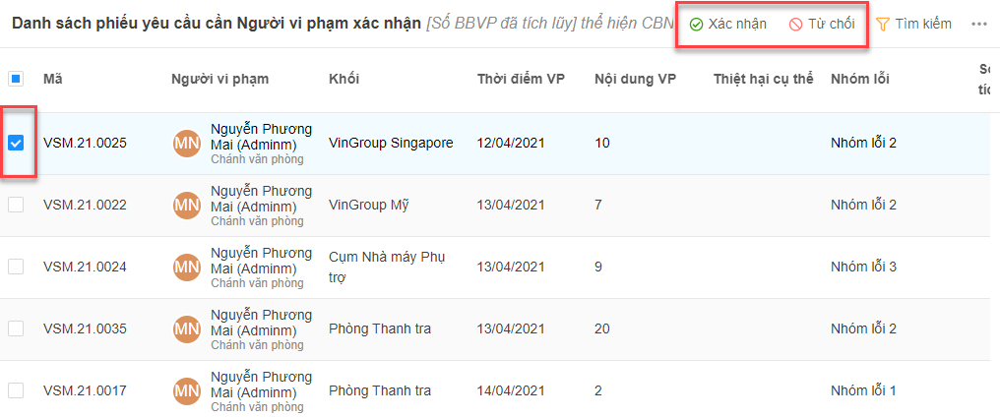 Danh sách phiếu yêu cầu cần Người vi phạm xác nhận [Số BBVP đã tích lũy] thể hiện CBN Xác nhận Từ chối Tìm kiếm
Mã Người vi phạm Khối Thời điểm VP Nội dung VP Thiệt hại cụ thể Nhóm lỗi
Nguyễn Phương
VSM.21.0025 MN Mai (Adminm) VinGroup Singapore 12/04/2021 10 Nhóm lỗi 2
Chánh văn phòng
Nguyễn Phương
VSM.21.0022 MN Mai (Adminm) VinGroup Mỹ 13/04/2021 7 Nhóm lỗi 2
Chánh văn phòng
Nguyễn Phương Cụm Nhà máy Phụ
VSM.21.0024 MN Mai (Adminm) trợ 13/04/2021 9 Nhóm lỗi 3
Chánh văn phòng
Nguyễn Phương
VSM.21.0035 MN Mai (Adminm) Phòng Thanh tra 13/04/2021 20 Nhóm lỗi 2
Chánh văn phòng
Nguyễn Phương
VSM.21.0017 MN Mai (Adminm) Phòng Thanh tra 14/04/2021 2 Nhóm lỗi 1
Chánh văn phòng